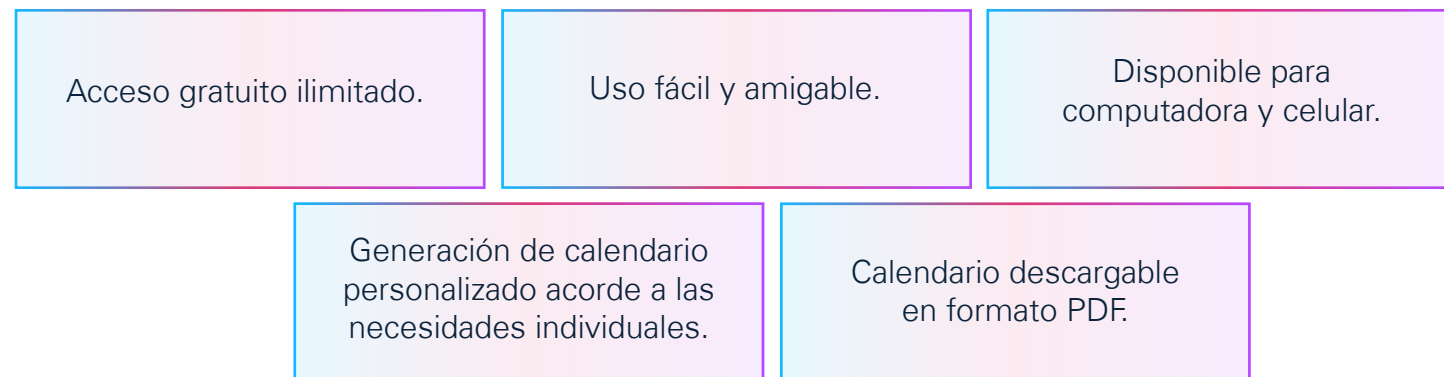 Acceso gratuito ilimitado.
Uso fácil y amigable.
Disponible para
computadora y celular.
Generación de calendario
personalizado acorde a las
necesidades individuales.
Calendario descargable
en formato PDF.